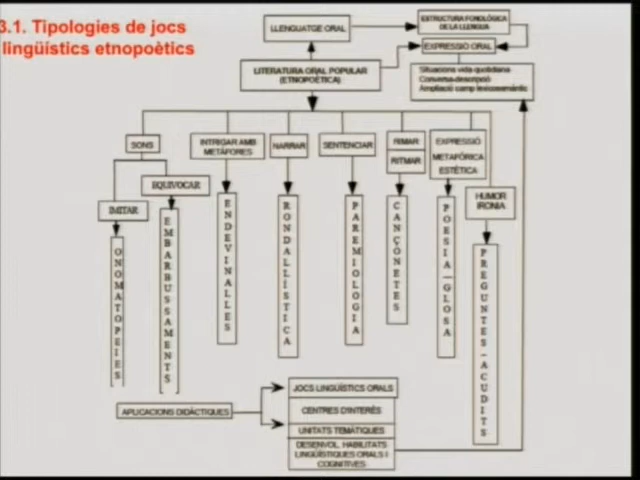 3.1. Tipologies de jocs
lingüístics etnopoètics
LLENGUATGE ORAL
ESTRUCTURA FONOLÒGICA
DE LA LLENGUA
EXPRESSIÓ ORAL
LITERATURA ORAL POPULAR
(ETNOPOÈTICA)
Situacions vida quotidiana
Conversa-descripció
Ampliació camp lexicosemàntic
SONS
INTRIGAR AMB
METÀFORES
NARRAR
SENTENCIAR
RIMAR
RITMAR
EXPRESSIÓ
METAFÒRICA
ESTÈTICA
EQUIVOCAR
IMITAR
HUMOR
IRONIA
ONOMATOPEIES
EMBARBUSSAMENTS
ENDEVINALLES
RONDALLÍSTICA
PAREMIOLOGIA
CANÇONETES
POESIA-GLOSA
PREGUNTES-ACUDITS
APLICACIONS DIDÀCTIQUES
JOCS LINGÜÍSTICS ORALS
CENTRES D'INTERÈS
UNITATS TEMÀTIQUES
DESENVOL. HABILITATS
LINGÜÍSTIQUES ORALS I
COGNITIVES